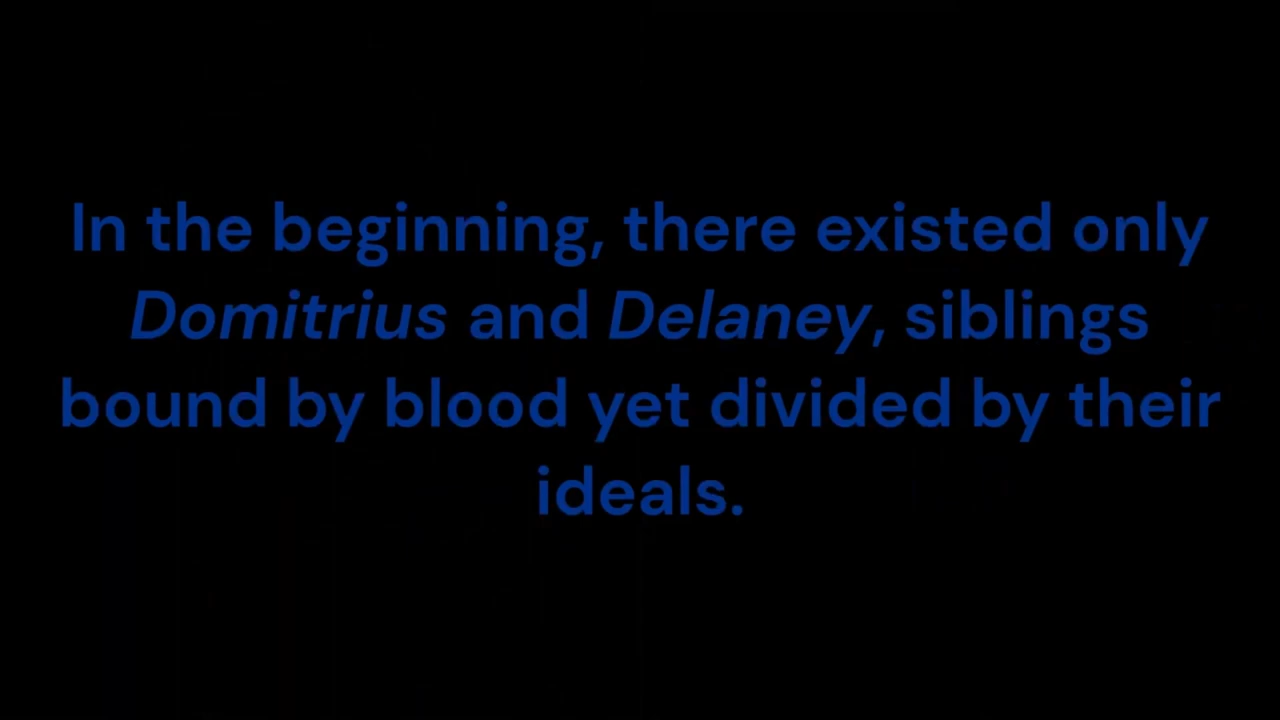 In the beginning, there existed only
Domitrius and Delaney, siblings
bound by blood yet divided by their
ideals.